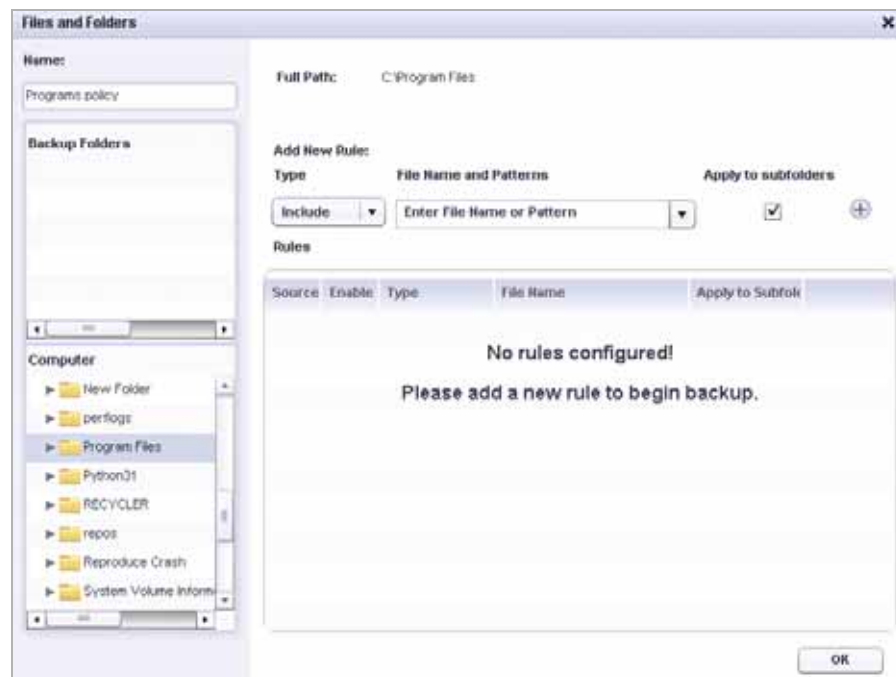 Files and Folders
Name:
Programs policy
Backup Folders
Computer
New Folder
perflogs
Program Files
Python31
RECYCLER
repos
Reproduce Crash
System Volume Inform
Full Path: C:\Program Files
Add New Rule:
Type File Name and Patterns Apply to subfolders
Include Enter File Name or Pattern
Rules
Source Enable Type File Name Apply to Subfold
No rules configured!
Please add a new rule to begin backup.
OK